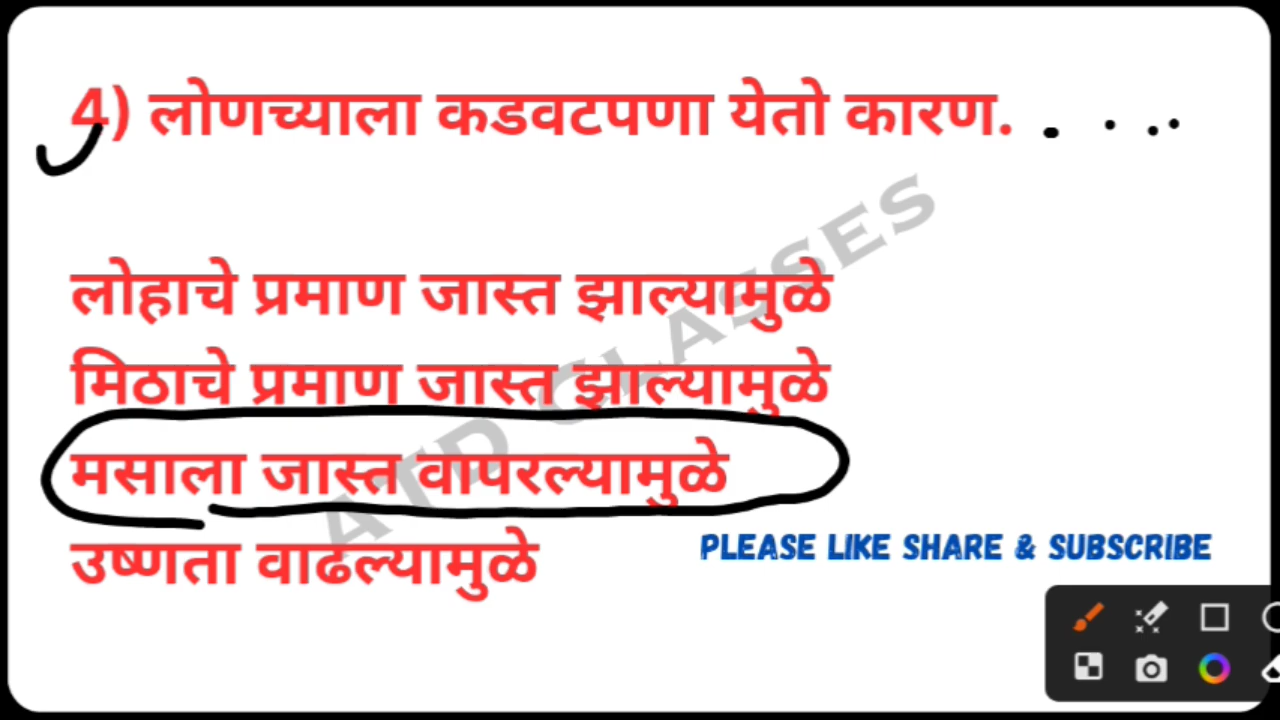 4) लोणच्याला कडवटपणा येतो कारण.
लोहाचे प्रमाण जास्त झाल्यामुळे
मिठाचे प्रमाण जास्त झाल्यामुळे
मसाला जास्त वापरल्यामुळे
उष्णता वाढल्यामुळे
ATD CLASSES
PLEASE LIKE SHARE & SUBSCRIBE